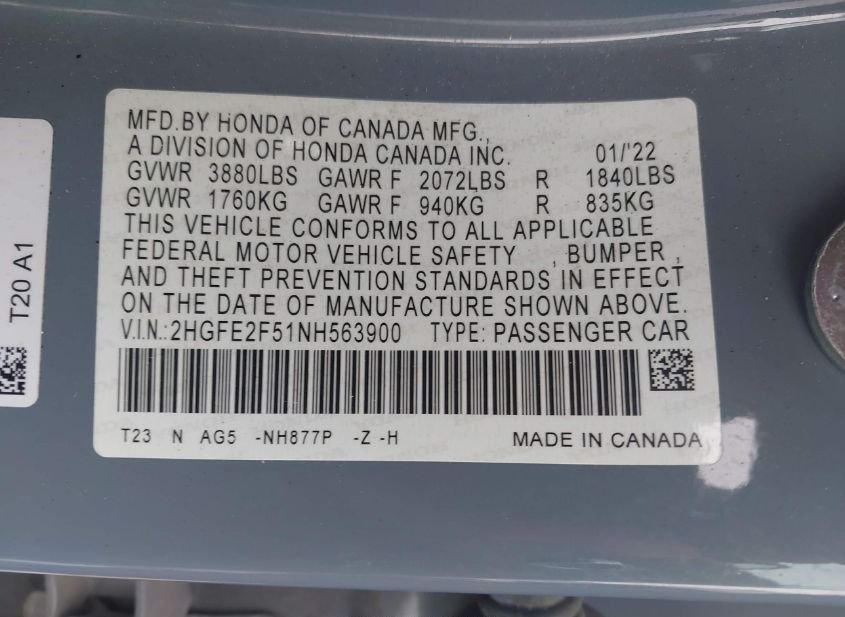 MFD.BY HONDA OF CANADA MFG.,
A DIVISION OF HONDA CANADA INC. 01/'22
GVWR 3880LBS GAWR F 2072LBS R 1840LBS
GVWR 1760KG GAWR F 940KG R 835KG
THIS VEHICLE CONFORMS TO ALL APPLICABLE
FEDERAL MOTOR VEHICLE SAFETY , BUMPER ,
AND THEFT PREVENTION STANDARDS IN EFFECT
ON THE DATE OF MANUFACTURE SHOWN ABOVE.
V.I.N.:2HGFE2F51NH563900 TYPE: PASSENGER CAR
T23 N AG5 -NH877P -Z -H MADE IN CANADA
T20 A1